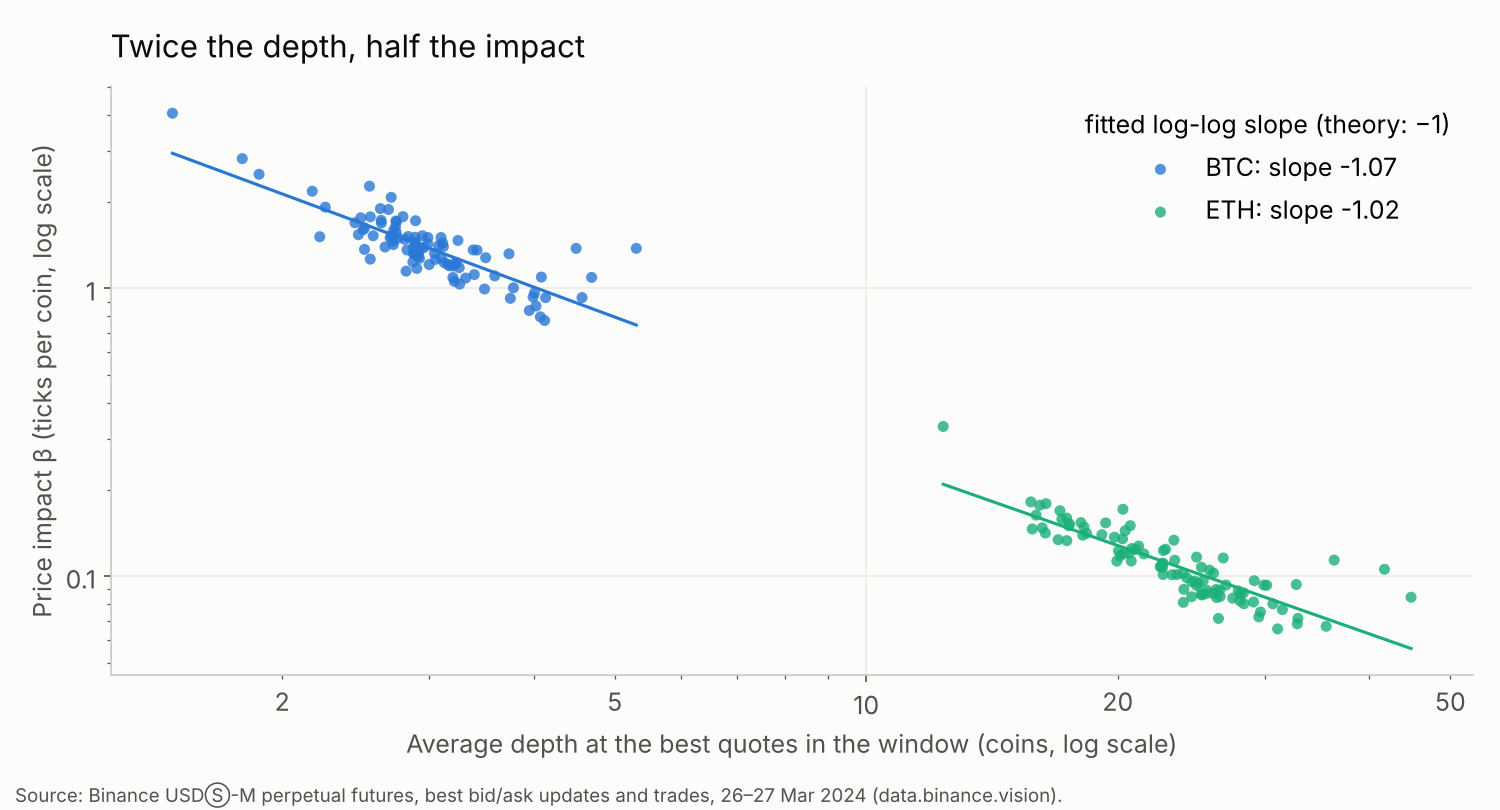 Twice the depth, half the impact
fitted log-log slope (theory: −1)
BTC: slope -1.07
ETH: slope -1.02
Price impact β (ticks per coin, log scale)
1
0.1
2
5
10
20
50
Average depth at the best quotes in the window (coins, log scale)
Source: Binance USDⓈ-M perpetual futures, best bid/ask updates and trades, 26–27 Mar 2024 (data.binance.vision).